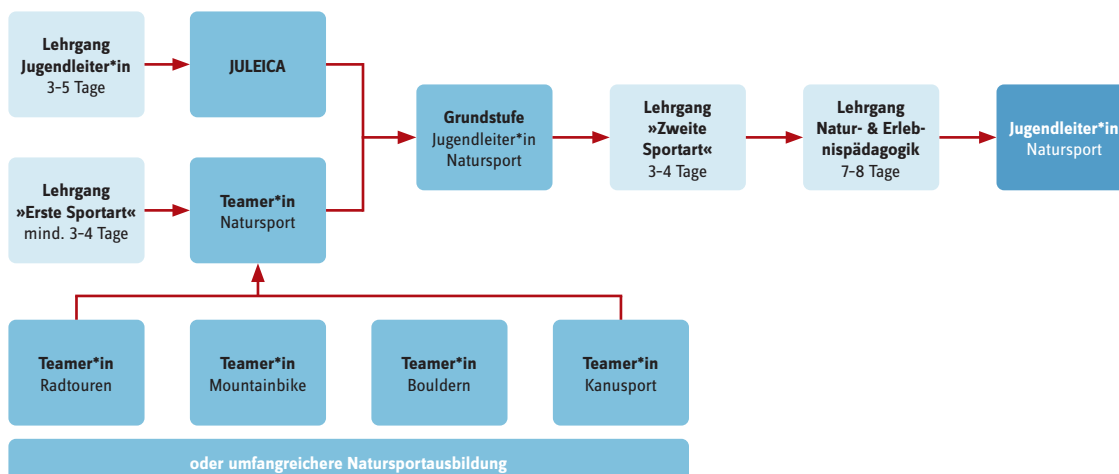 Lehrgang
Jugendleiter*in
3–5 Tage
JULEICA
Grundstufe
Jugendleiter*in
Natursport
Lehrgang
»Zweite
Sportart«
3–4 Tage
Lehrgang
Natur- & Erleb-
nispädagogik
7–8 Tage
Jugendleiter*in
Natursport
Lehrgang
»Erste Sportart«
mind. 3–4 Tage
Teamer*in
Natursport
Teamer*in
Radtouren
Teamer*in
Mountainbike
Teamer*in
Bouldern
Teamer*in
Kanusport
oder umfangreichere Natursportausbildung